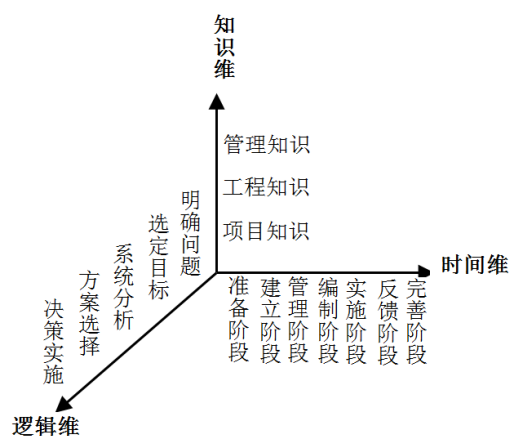 知识维
管理知识
工程知识
项目知识
明确问题
选定目标
系统分析
方案选择
决策实施
逻辑维
时间维
准备阶段
建立阶段
管理阶段
编制阶段
实施阶段
反馈阶段
完善阶段